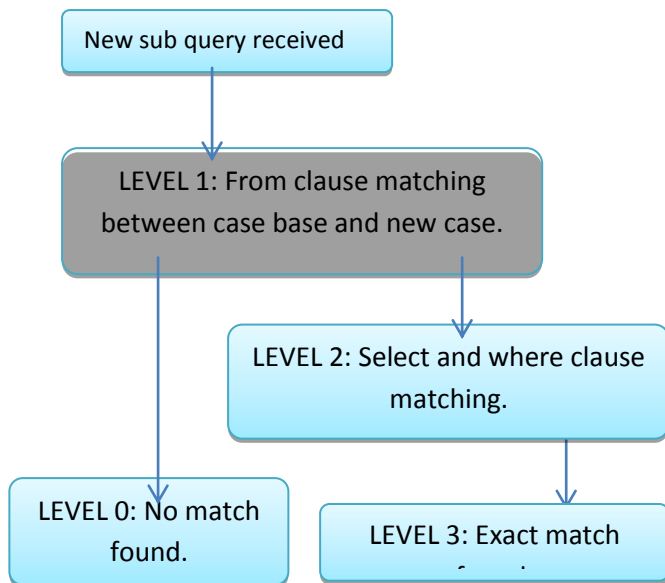 New sub query received
LEVEL 1: From clause matching
between case base and new case.
LEVEL 2: Select and where clause
matching.
LEVEL 0: No match
found.
LEVEL 3: Exact match